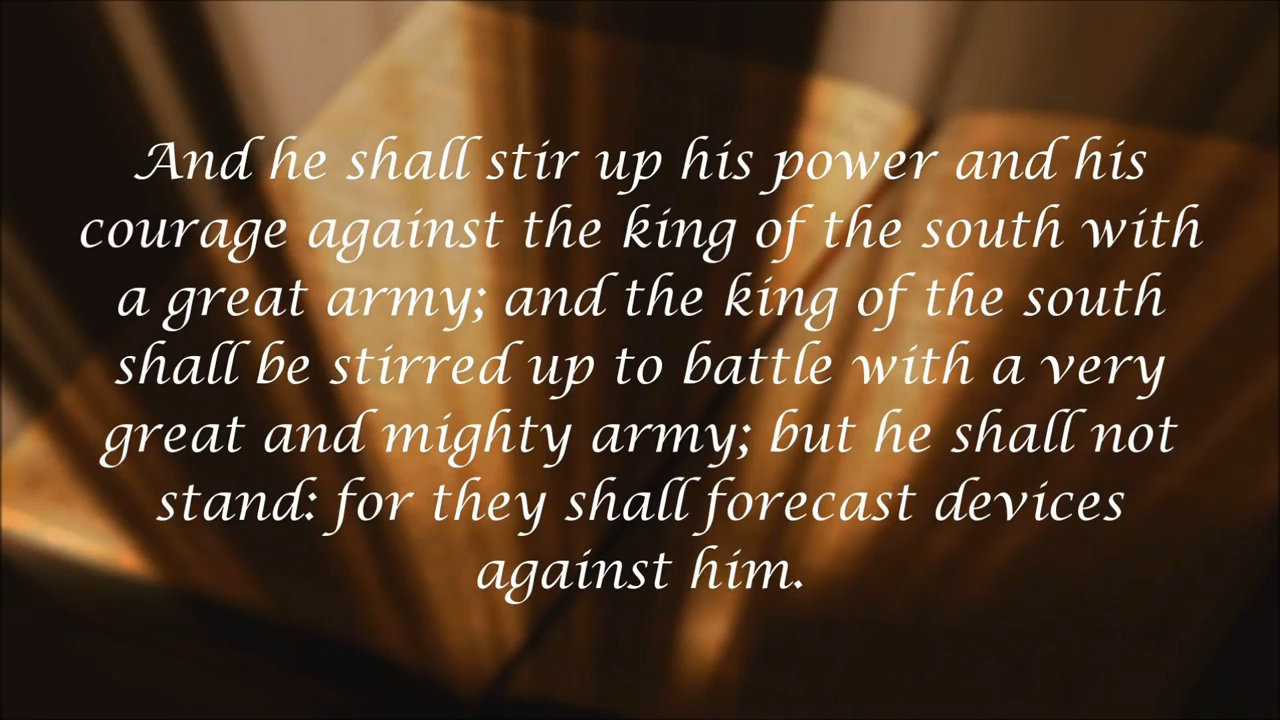 And he shall stir up his power and his
courage against the king of the south with
a great army; and the king of the south
shall be stirred up to battle with a very
great and mighty army; but he shall not
stand: for they shall forecast devices
against him.